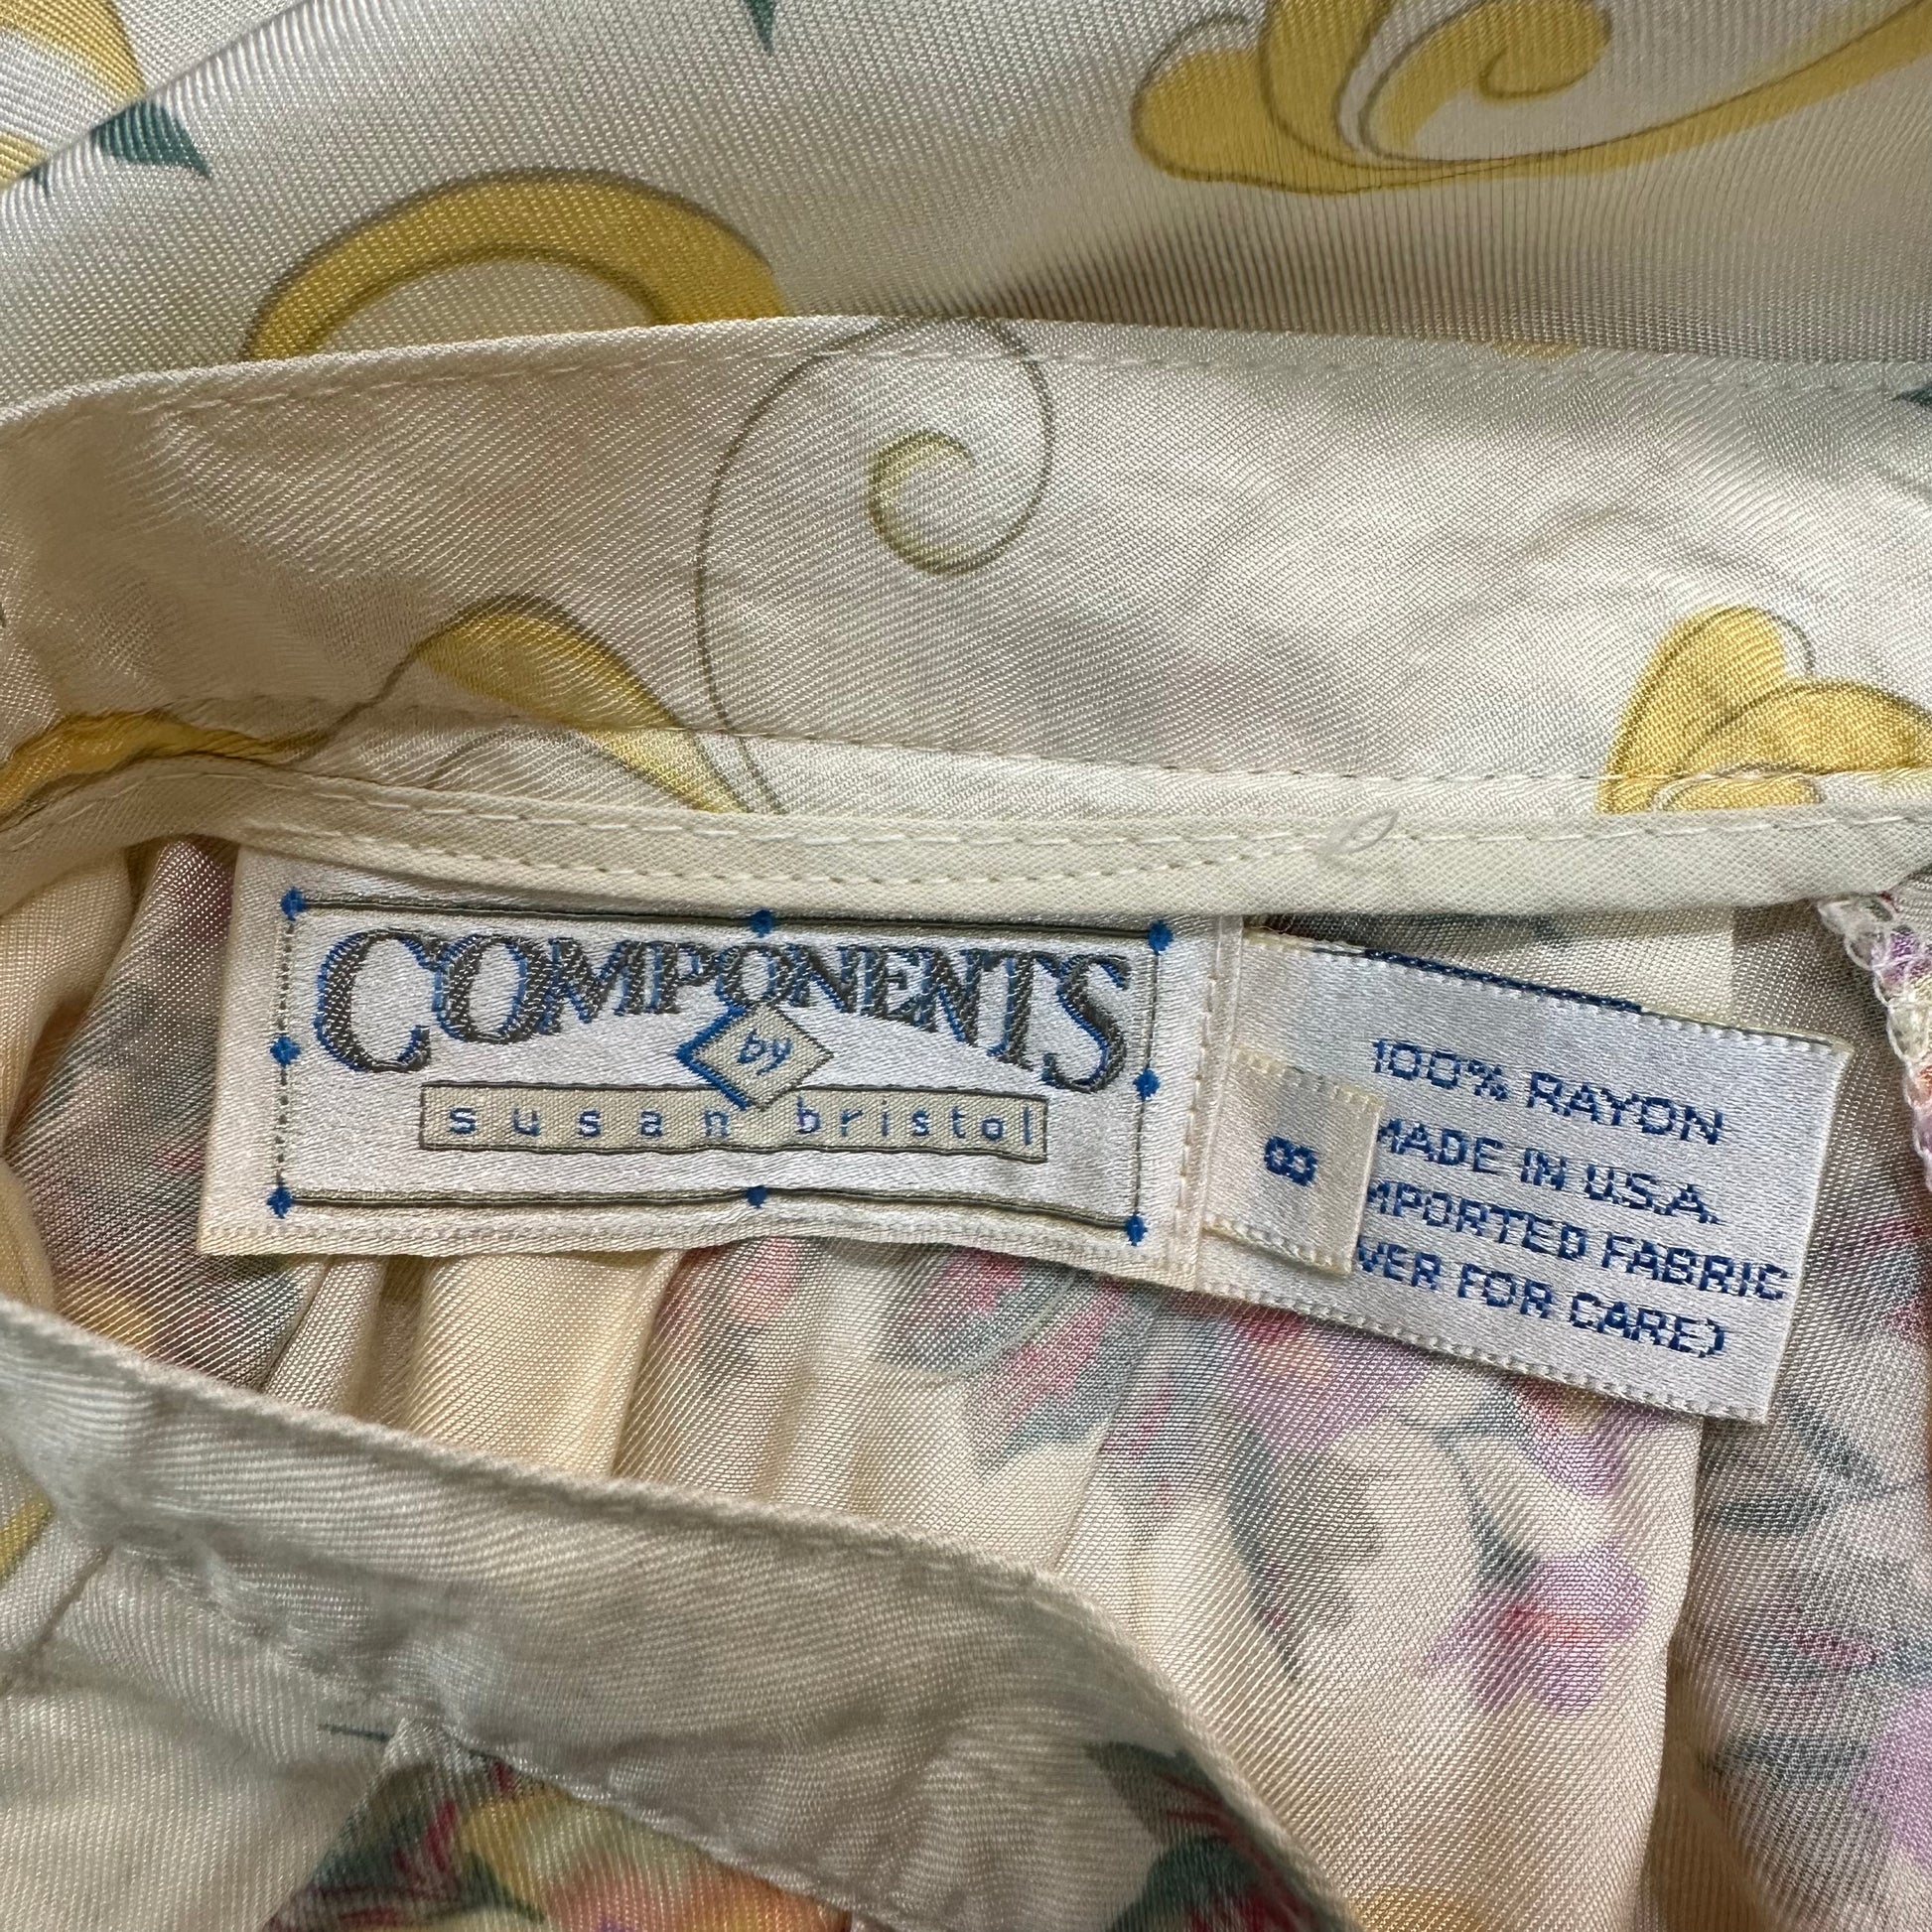 COMPONENTS
by
susan bristol
8
100% RAYON
MADE IN U.S.A.
MPORTED FABRIC
VER FOR CARE)